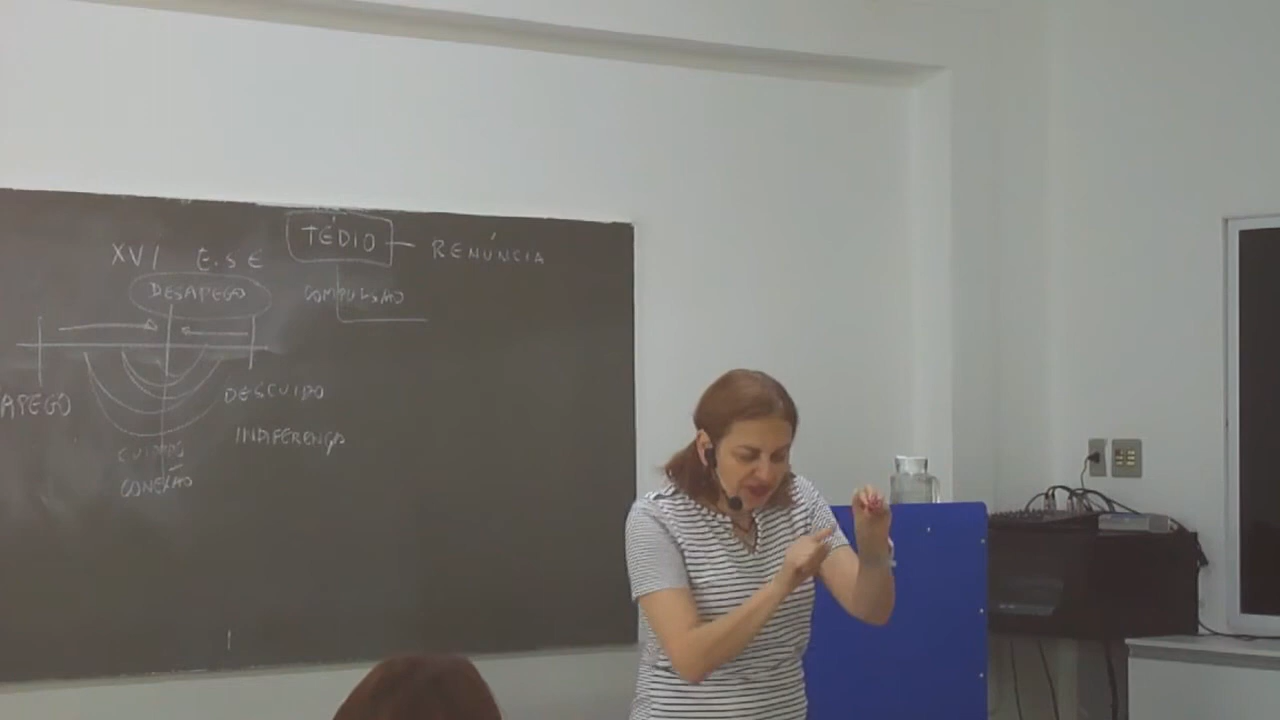 TÉDIO — RENÚNCIA
XVI E.S E
DESAPEGO
COMPULSÃO
APEGO
DESCUIDO
INDIFERENÇA
CUIDADO
CONEXÃO